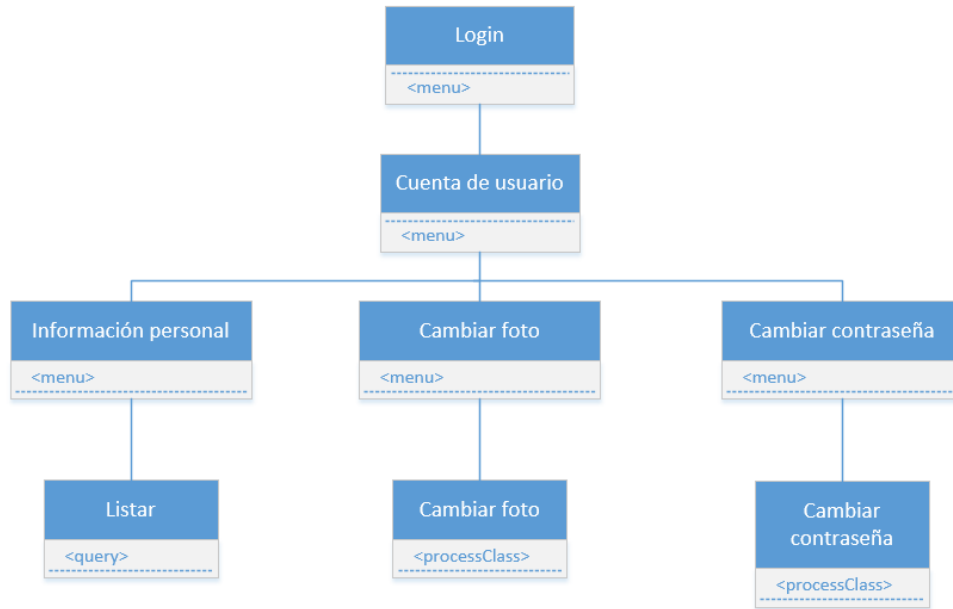 Login
<menu>
Cuenta de usuario
<menu>
Información personal
<menu>
Cambiar foto
<menu>
Cambiar contraseña
<menu>
Listar
<query>
Cambiar foto
<processClass>
Cambiar
contraseña
<processClass>